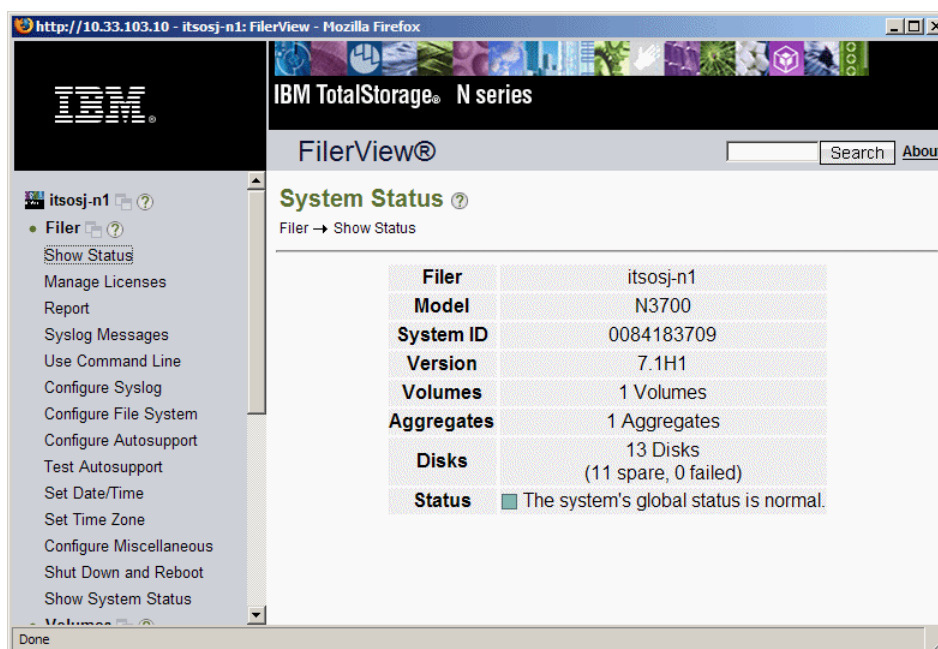 http://10.33.103.10 - itsosj-n1: FilerView - Mozilla Firefox
IBM®
IBM TotalStorage® N series
FilerView®
Search
About
itsosj-n1
Filer
Show Status
Manage Licenses
Report
Syslog Messages
Use Command Line
Configure Syslog
Configure File System
Configure Autosupport
Test Autosupport
Set Date/Time
Set Time Zone
Configure Miscellaneous
Shut Down and Reboot
Show System Status
Volumes
System Status
Filer → Show Status
Filer itsosj-n1
Model N3700
System ID 0084183709
Version 7.1H1
Volumes 1 Volumes
Aggregates 1 Aggregates
Disks 13 Disks
(11 spare, 0 failed)
Status The system's global status is normal.
Done